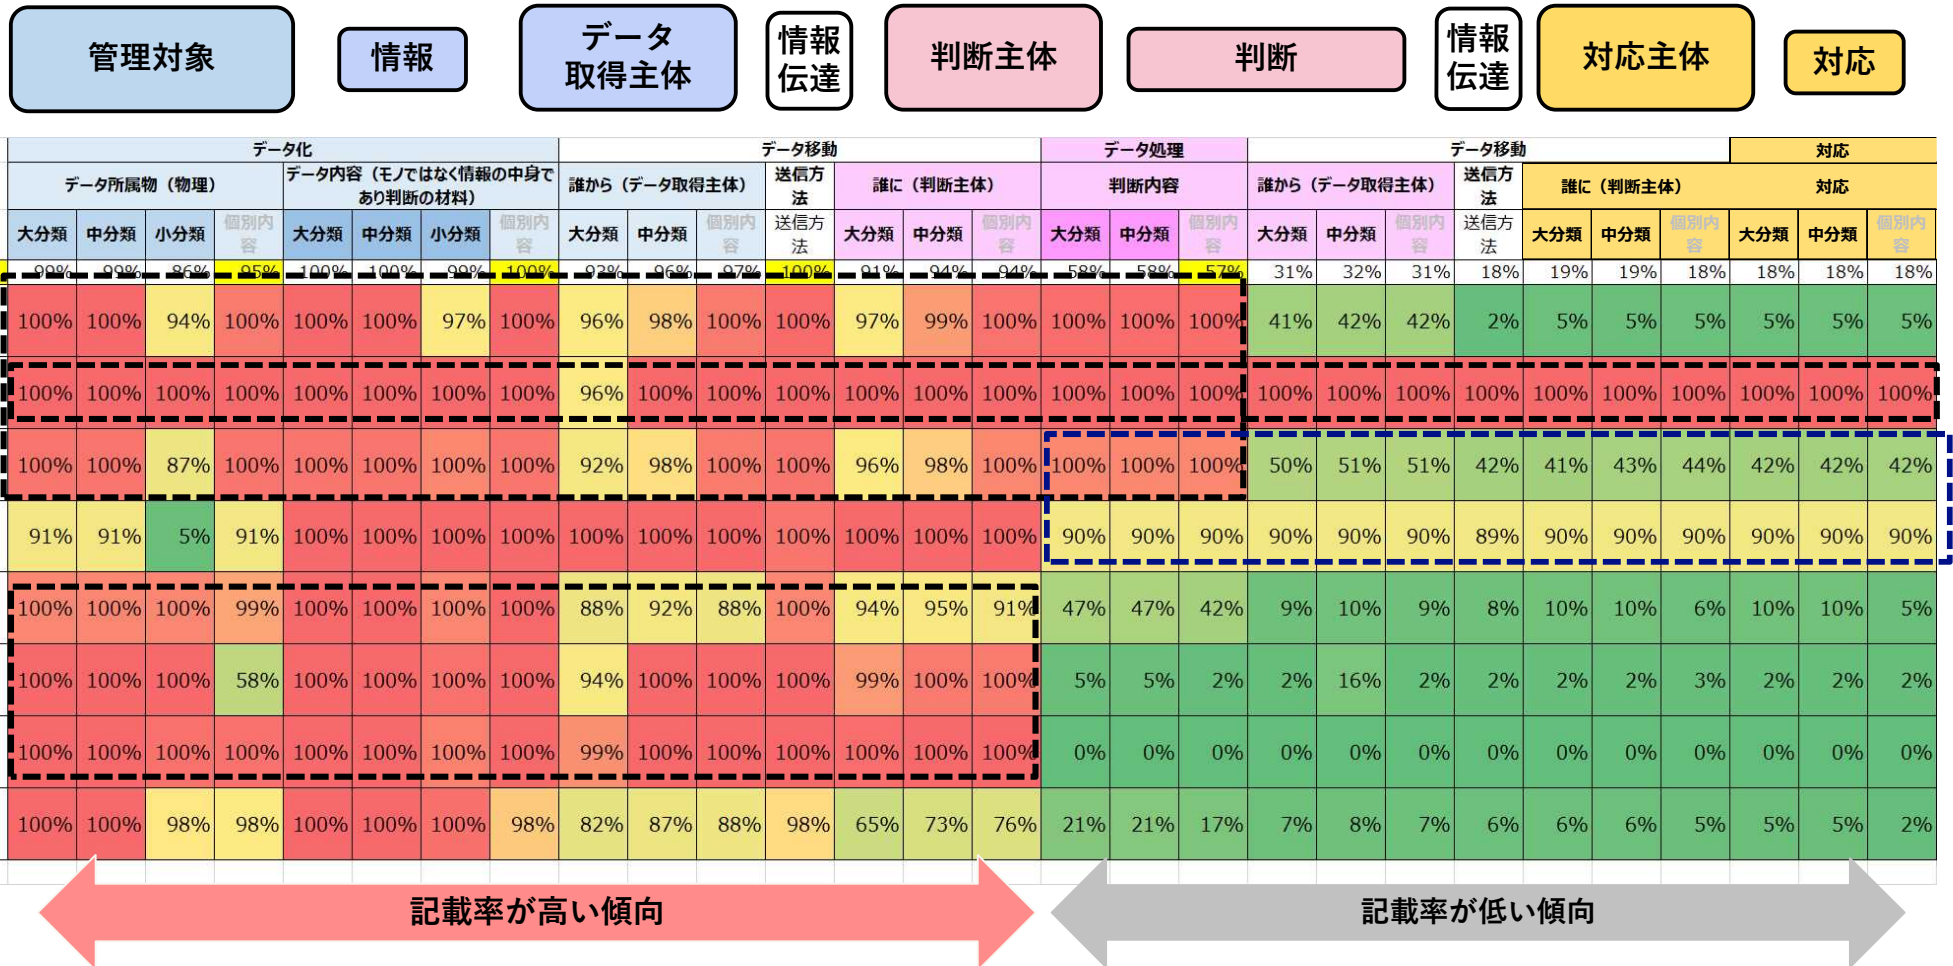 管理対象
情報
データ
取得主体
情報
伝達
判断主体
判断
情報
伝達
対応主体
対応
データ化 データ移動 データ処理 データ移動 対応
データ所属物（物理） データ内容（モノではなく情報の中身で
あり判断の材料） 誰から（データ取得主体） 送信方
法 誰に（判断主体） 判断内容 誰から（データ取得主体） 送信方
法 誰に（判断主体） 対応
大分類 中分類 小分類 個別内
容 大分類 中分類 小分類 個別内
容 大分類 中分類 個別内
容 送信方
法 大分類 中分類 個別内
容 大分類 中分類 個別内
容 大分類 中分類 個別内
容 送信方
法 大分類 中分類 個別内
容 大分類 中分類 個別内
容
99% 99% 86% 95% 100% 100% 99% 100% 93% 96% 97% 100% 91% 94% 94% 58% 58% 57% 31% 32% 31% 18% 19% 19% 18% 18% 18% 18%
100% 100% 94% 100% 100% 100% 97% 100% 96% 98% 100% 100% 97% 99% 100% 100% 100% 100% 41% 42% 42% 2% 5% 5% 5% 5% 5% 5%
100% 100% 100% 100% 100% 100% 100% 100% 96% 100% 100% 100% 100% 100% 100% 100% 100% 100% 100% 100% 100% 100% 100% 100% 100% 100% 100% 100%
100% 100% 87% 100% 100% 100% 100% 100% 92% 98% 100% 100% 96% 98% 100% 100% 100% 100% 50% 51% 51% 42% 41% 43% 44% 42% 42% 42%
91% 91% 5% 91% 100% 100% 100% 100% 100% 100% 100% 100% 100% 100% 100% 90% 90% 90% 90% 90% 90% 89% 90% 90% 90% 90% 90% 90%
100% 100% 100% 99% 100% 100% 100% 100% 88% 92% 88% 100% 94% 95% 91% 47% 47% 42% 9% 10% 9% 8% 10% 10% 6% 10% 10% 5%
100% 100% 100% 58% 100% 100% 100% 100% 94% 100% 100% 100% 99% 100% 100% 5% 5% 2% 2% 16% 2% 2% 2% 2% 3% 2% 2% 2%
100% 100% 100% 100% 100% 100% 100% 100% 99% 100% 100% 100% 100% 100% 100% 0% 0% 0% 0% 0% 0% 0% 0% 0% 0% 0% 0% 0%
100% 100% 98% 98% 100% 100% 100% 98% 82% 87% 88% 98% 65% 73% 76% 21% 21% 17% 7% 8% 7% 6% 6% 6% 5% 5% 5% 2%
記載率が高い傾向
記載率が低い傾向